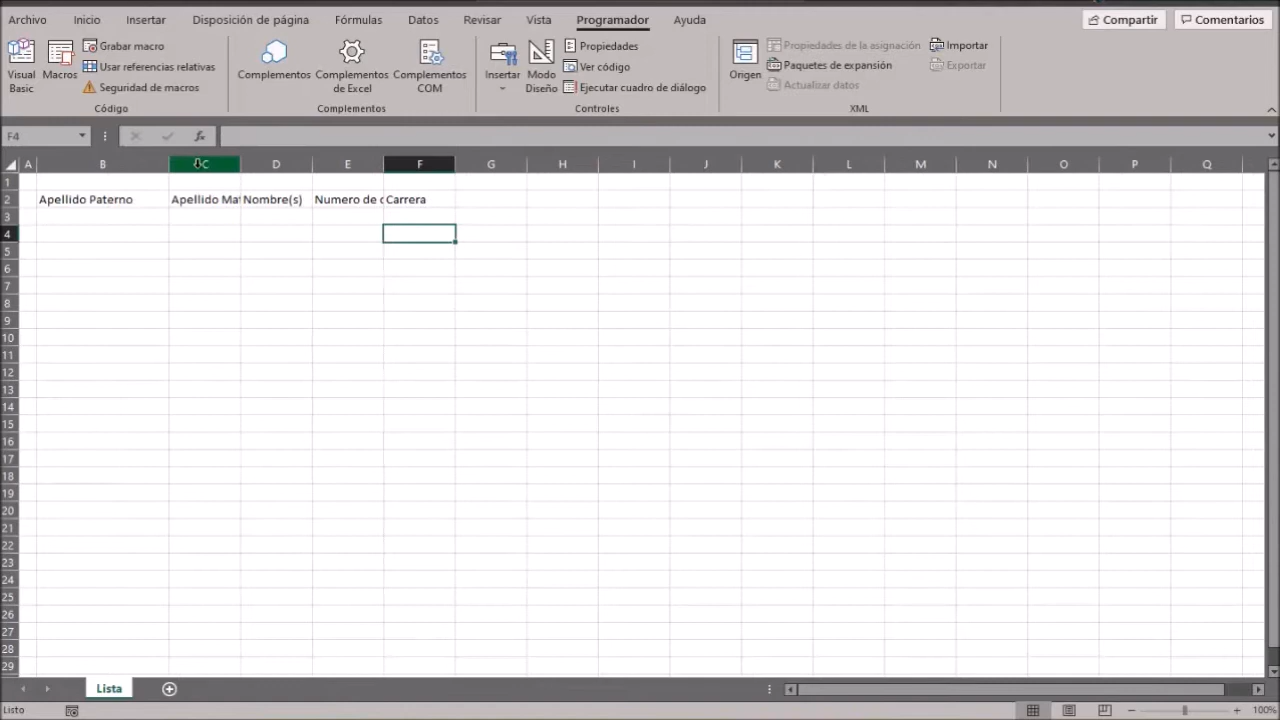 Archivo Inicio Insertar Disposición de página Fórmulas Datos Revisar Vista Programador Ayuda Compartir Comentarios
Visual Basic
Macros
Grabar macro
Usar referencias relativas
Seguridad de macros
Código
Complementos
Complementos de Excel
Complementos COM
Complementos
Insertar
Modo Diseño
Propiedades
Ver código
Ejecutar cuadro de diálogo
Controles
Origen
Propiedades de la asignación
Paquetes de expansión
Actualizar datos
Importar
Exportar
XML
F4 fx
A B C D E F G H I J K L M N O P Q
1
2 Apellido Paterno Apellido Mat Nombre(s) Numero de c Carrera
3
4
5
6
7
8
9
10
11
12
13
14
15
16
17
18
19
20
21
22
23
24
25
26
27
28
29
Lista
Listo 100%